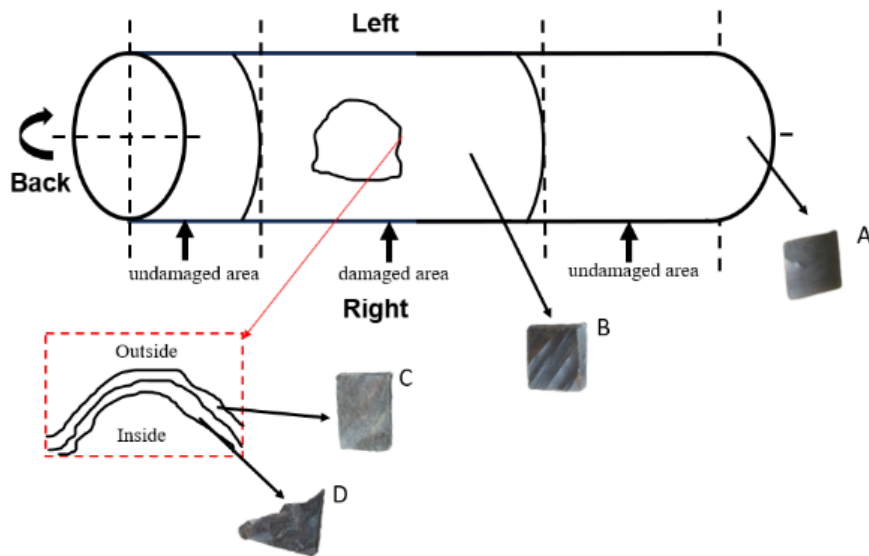 Left
Back
undamaged area
damaged area
undamaged area
Right
A
B
Outside
Inside
C
D